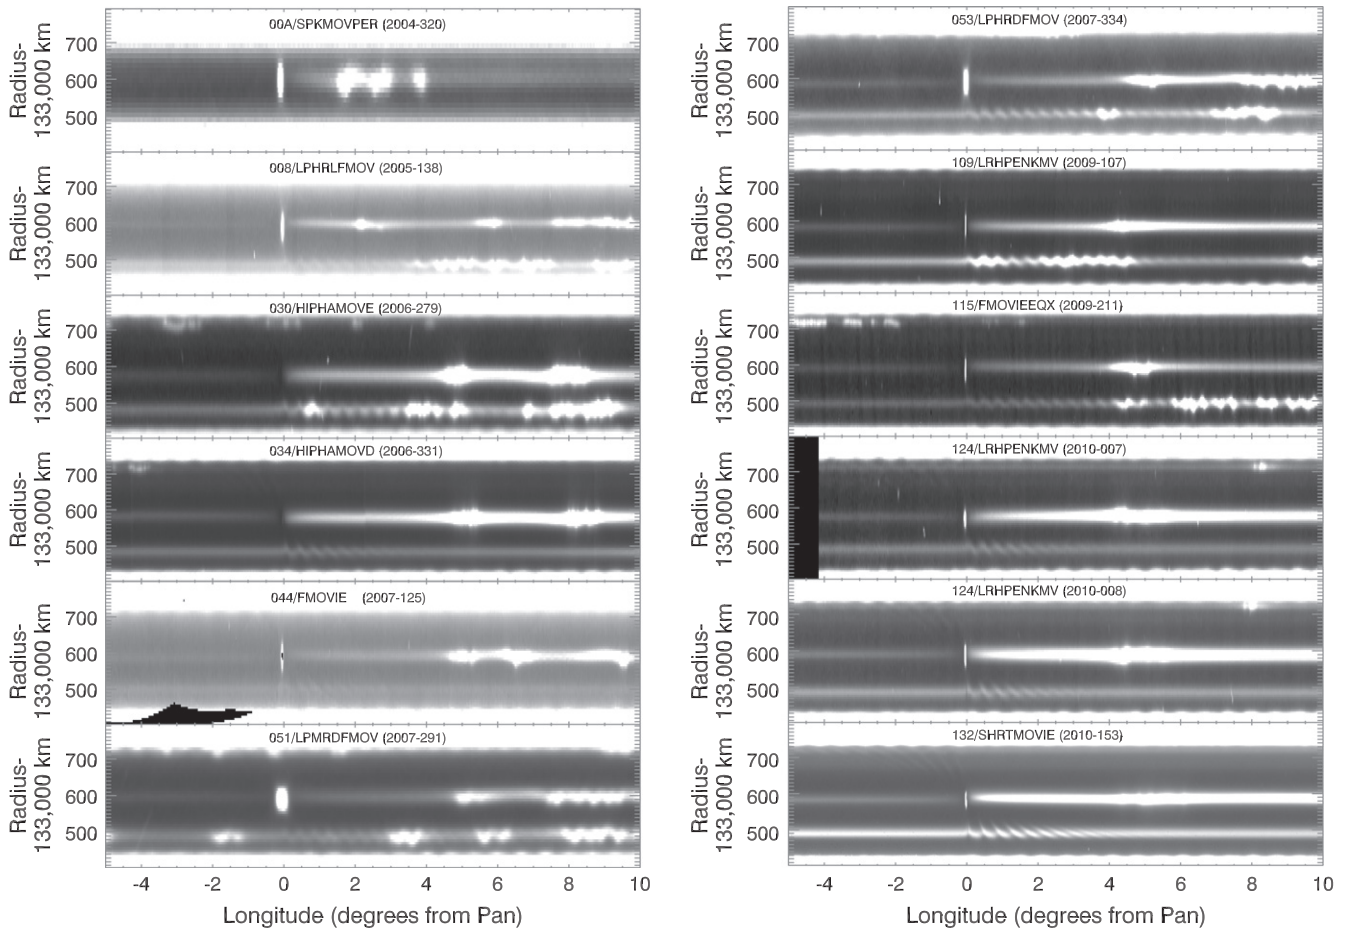 00A/SPKMOVPER (2004-320)
Radius-
133,000 km
700
600
500
008/LPHRLFMOV (2005-138)
Radius-
133,000 km
700
600
500
030/HIPHAMOVE (2006-279)
Radius-
133,000 km
700
600
500
034/HIPHAMOVD (2006-331)
Radius-
133,000 km
700
600
500
044/FMOVIE (2007-125)
Radius-
133,000 km
700
600
500
051/LPMRDFMOV (2007-291)
Radius-
133,000 km
700
600
500
-4 -2 0 2 4 6 8 10
Longitude (degrees from Pan)
053/LPHRDFMOV (2007-334)
Radius-
133,000 km
700
600
500
109/LRHPENKMV (2009-107)
Radius-
133,000 km
700
600
500
115/FMOVIEEQX (2009-211)
Radius-
133,000 km
700
600
500
124/LRHPENKMV (2010-007)
Radius-
133,000 km
700
600
500
124/LRHPENKMV (2010-008)
Radius-
133,000 km
700
600
500
132/SHRTMOVIE (2010-153)
Radius-
133,000 km
700
600
500
-4 -2 0 2 4 6 8 10
Longitude (degrees from Pan)